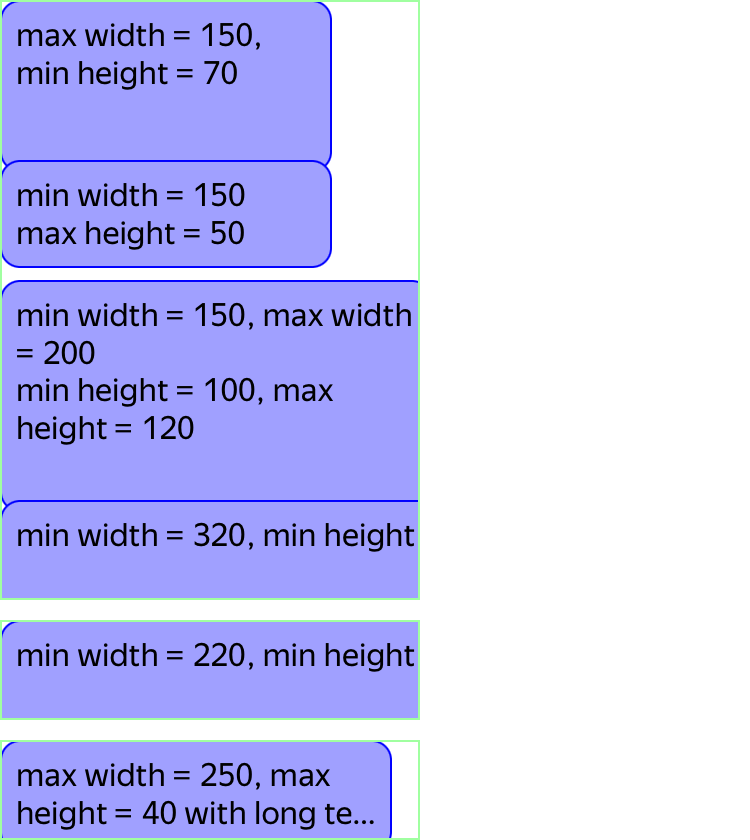 max width = 150,
min height = 70
min width = 150
max height = 50
min width = 150, max width
= 200
min height = 100, max
height = 120
min width = 320, min height
min width = 220, min height
max width = 250, max
height = 40 with long te...